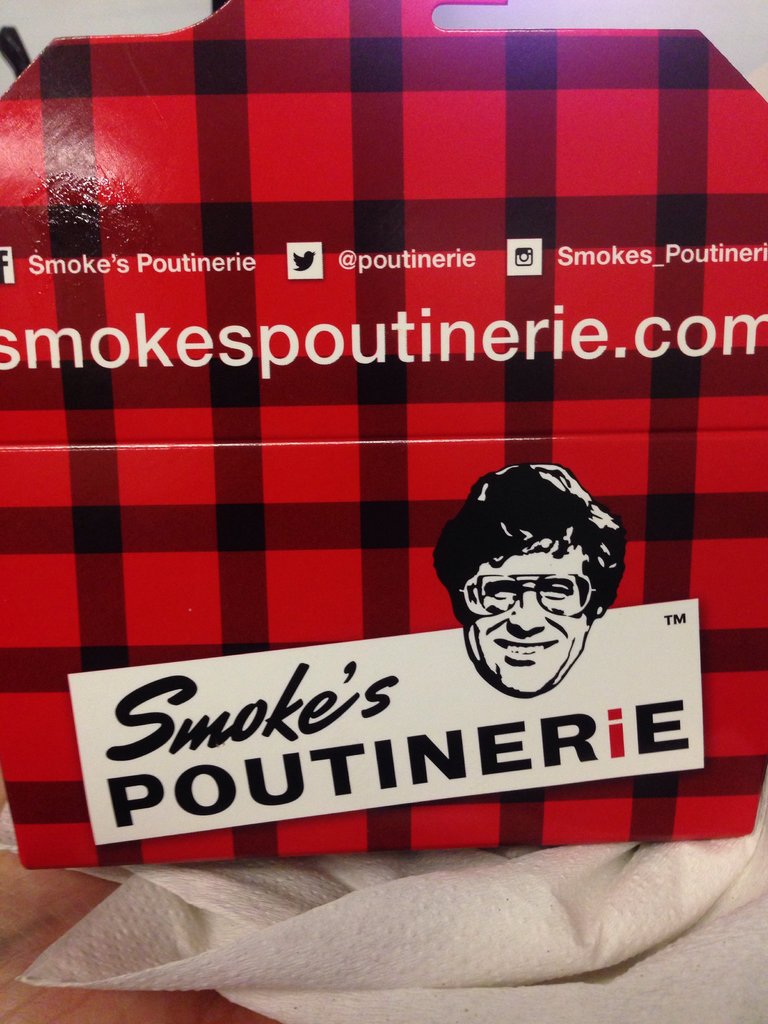 Smoke's Poutinerie @poutinerie Smokes_Poutineri
smokespoutinerie.com
TM
Smoke's
POUTINERiE